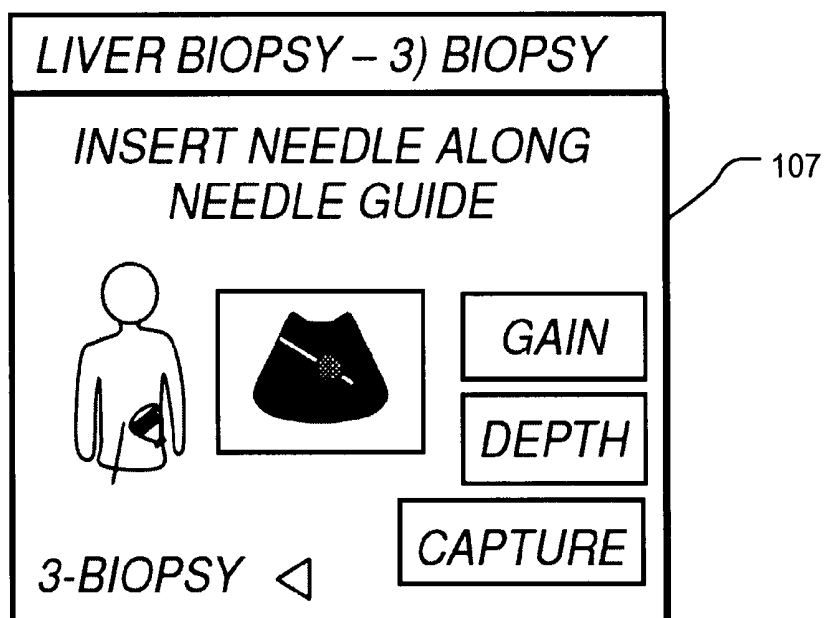 LIVER BIOPSY – 3) BIOPSY
INSERT NEEDLE ALONG
NEEDLE GUIDE
107
GAIN
DEPTH
CAPTURE
3-BIOPSY